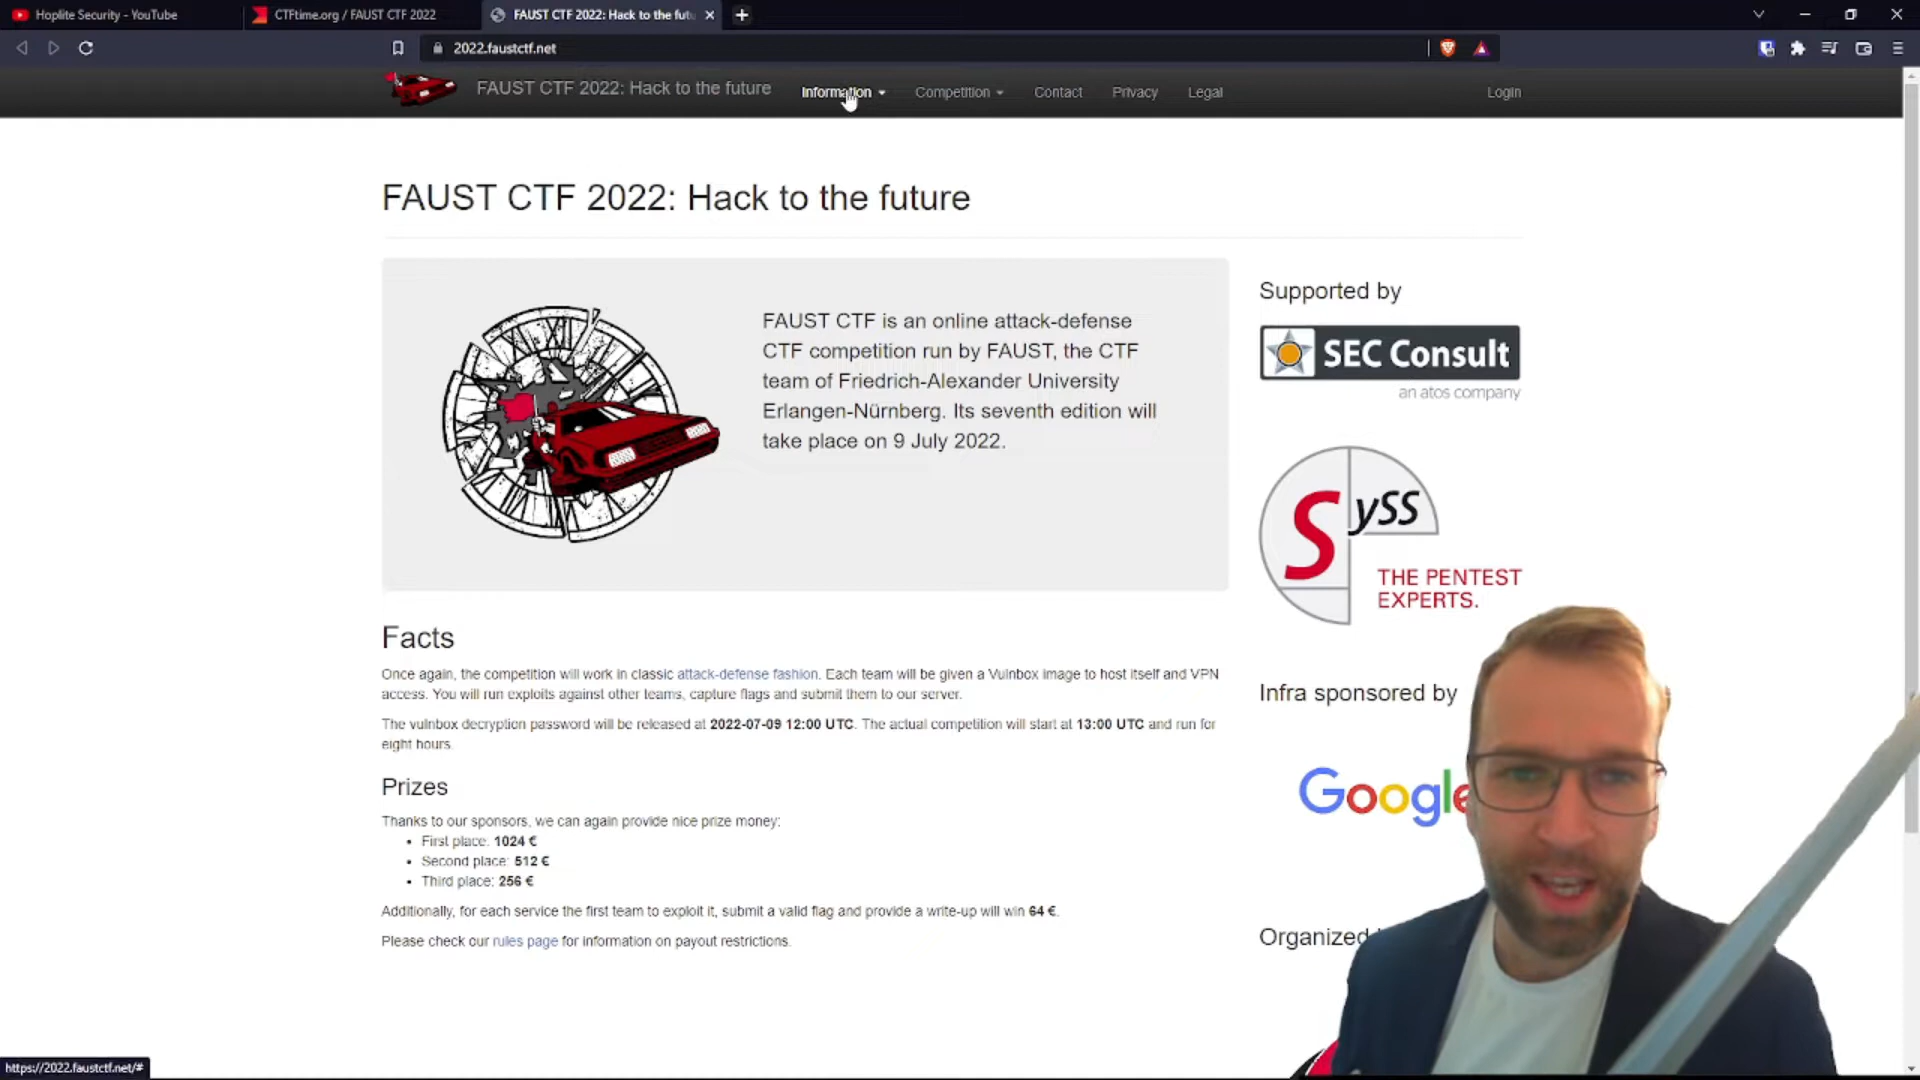 Hoplite Security - YouTube
CTFtime.org / FAUST CTF 2022
FAUST CTF 2022: Hack to the futu
2022.faustctf.net
FAUST CTF 2022: Hack to the future
Information
Competition
Contact
Privacy
Legal
Login
FAUST CTF 2022: Hack to the future
FAUST CTF is an online attack-defense
CTF competition run by FAUST, the CTF
team of Friedrich-Alexander University
Erlangen-Nürnberg. Its seventh edition will
take place on 9 July 2022.
Supported by
SEC Consult
an atos company
SySS
THE PENTEST
EXPERTS.
Facts
Once again, the competition will work in classic attack-defense fashion. Each team will be given a Vulnbox image to host itself and VPN
access. You will run exploits against other teams, capture flags and submit them to our server.
The vulnbox decryption password will be released at 2022-07-09 12:00 UTC. The actual competition will start at 13:00 UTC and run for
eight hours.
Infra sponsored by
Google
Prizes
Thanks to our sponsors, we can again provide nice prize money:
• First place: 1024 €
• Second place: 512 €
• Third place: 256 €
Additionally, for each service the first team to exploit it, submit a valid flag and provide a write-up will win 64 €.
Please check our rules page for information on payout restrictions.
Organized
https://2022.faustctf.net/#